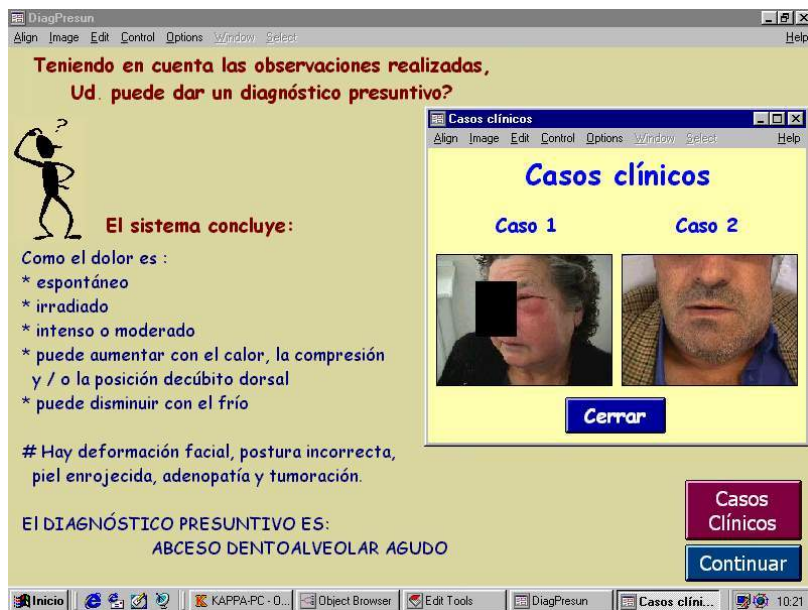 DiagPresun
Align Image Edit Control Options Window Select Help
Teniendo en cuenta las observaciones realizadas,
Ud. puede dar un diagnóstico presuntivo?
?
El sistema concluye:
Como el dolor es :
* espontáneo
* irradiado
* intenso o moderado
* puede aumentar con el calor, la compresión
y / o la posición decúbito dorsal
* puede disminuir con el frío
# Hay deformación facial, postura incorrecta,
piel enrojecida, adenopatía y tumoración.
El DIAGNÓSTICO PRESUNTIVO ES:
ABCESO DENTOALVEOLAR AGUDO
Casos clínicos
Align Image Edit Control Options Window Select Help
Casos clínicos
Caso 1 Caso 2
Cerrar
Casos
Clínicos
Continuar
Inicio KAPPA-PC - O... Object Browser Edit Tools DiagPresun Casos clíni... 10:21